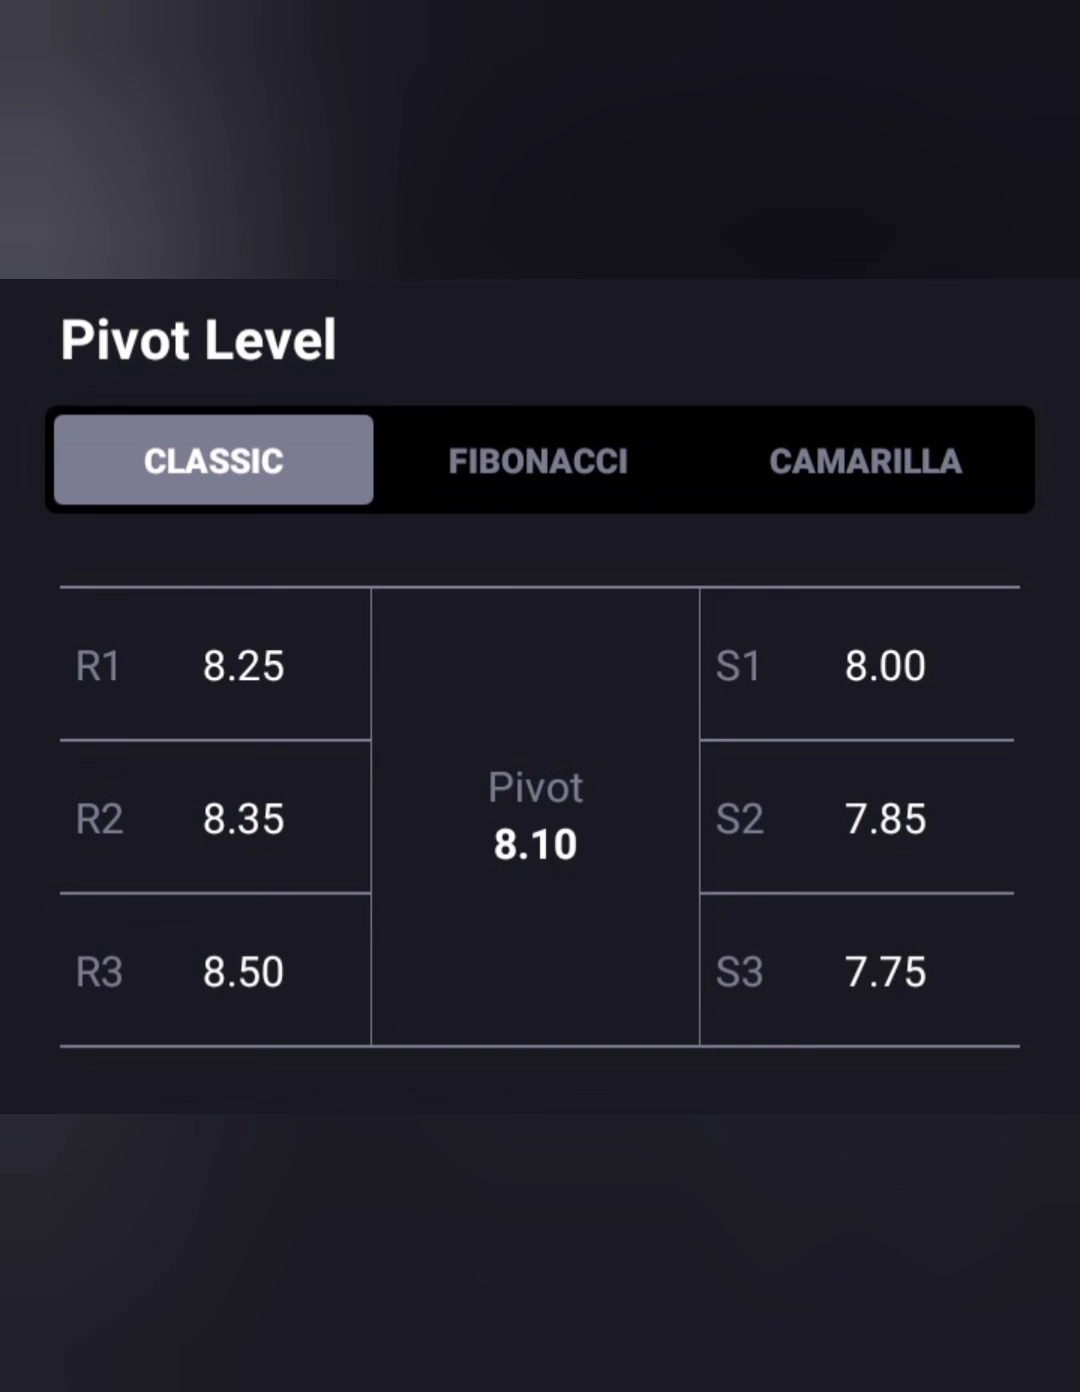 Pivot Level
CLASSIC FIBONACCI CAMARILLA
R1 8.25 S1 8.00
R2 8.35 Pivot 8.10 S2 7.85
R3 8.50 S3 7.75